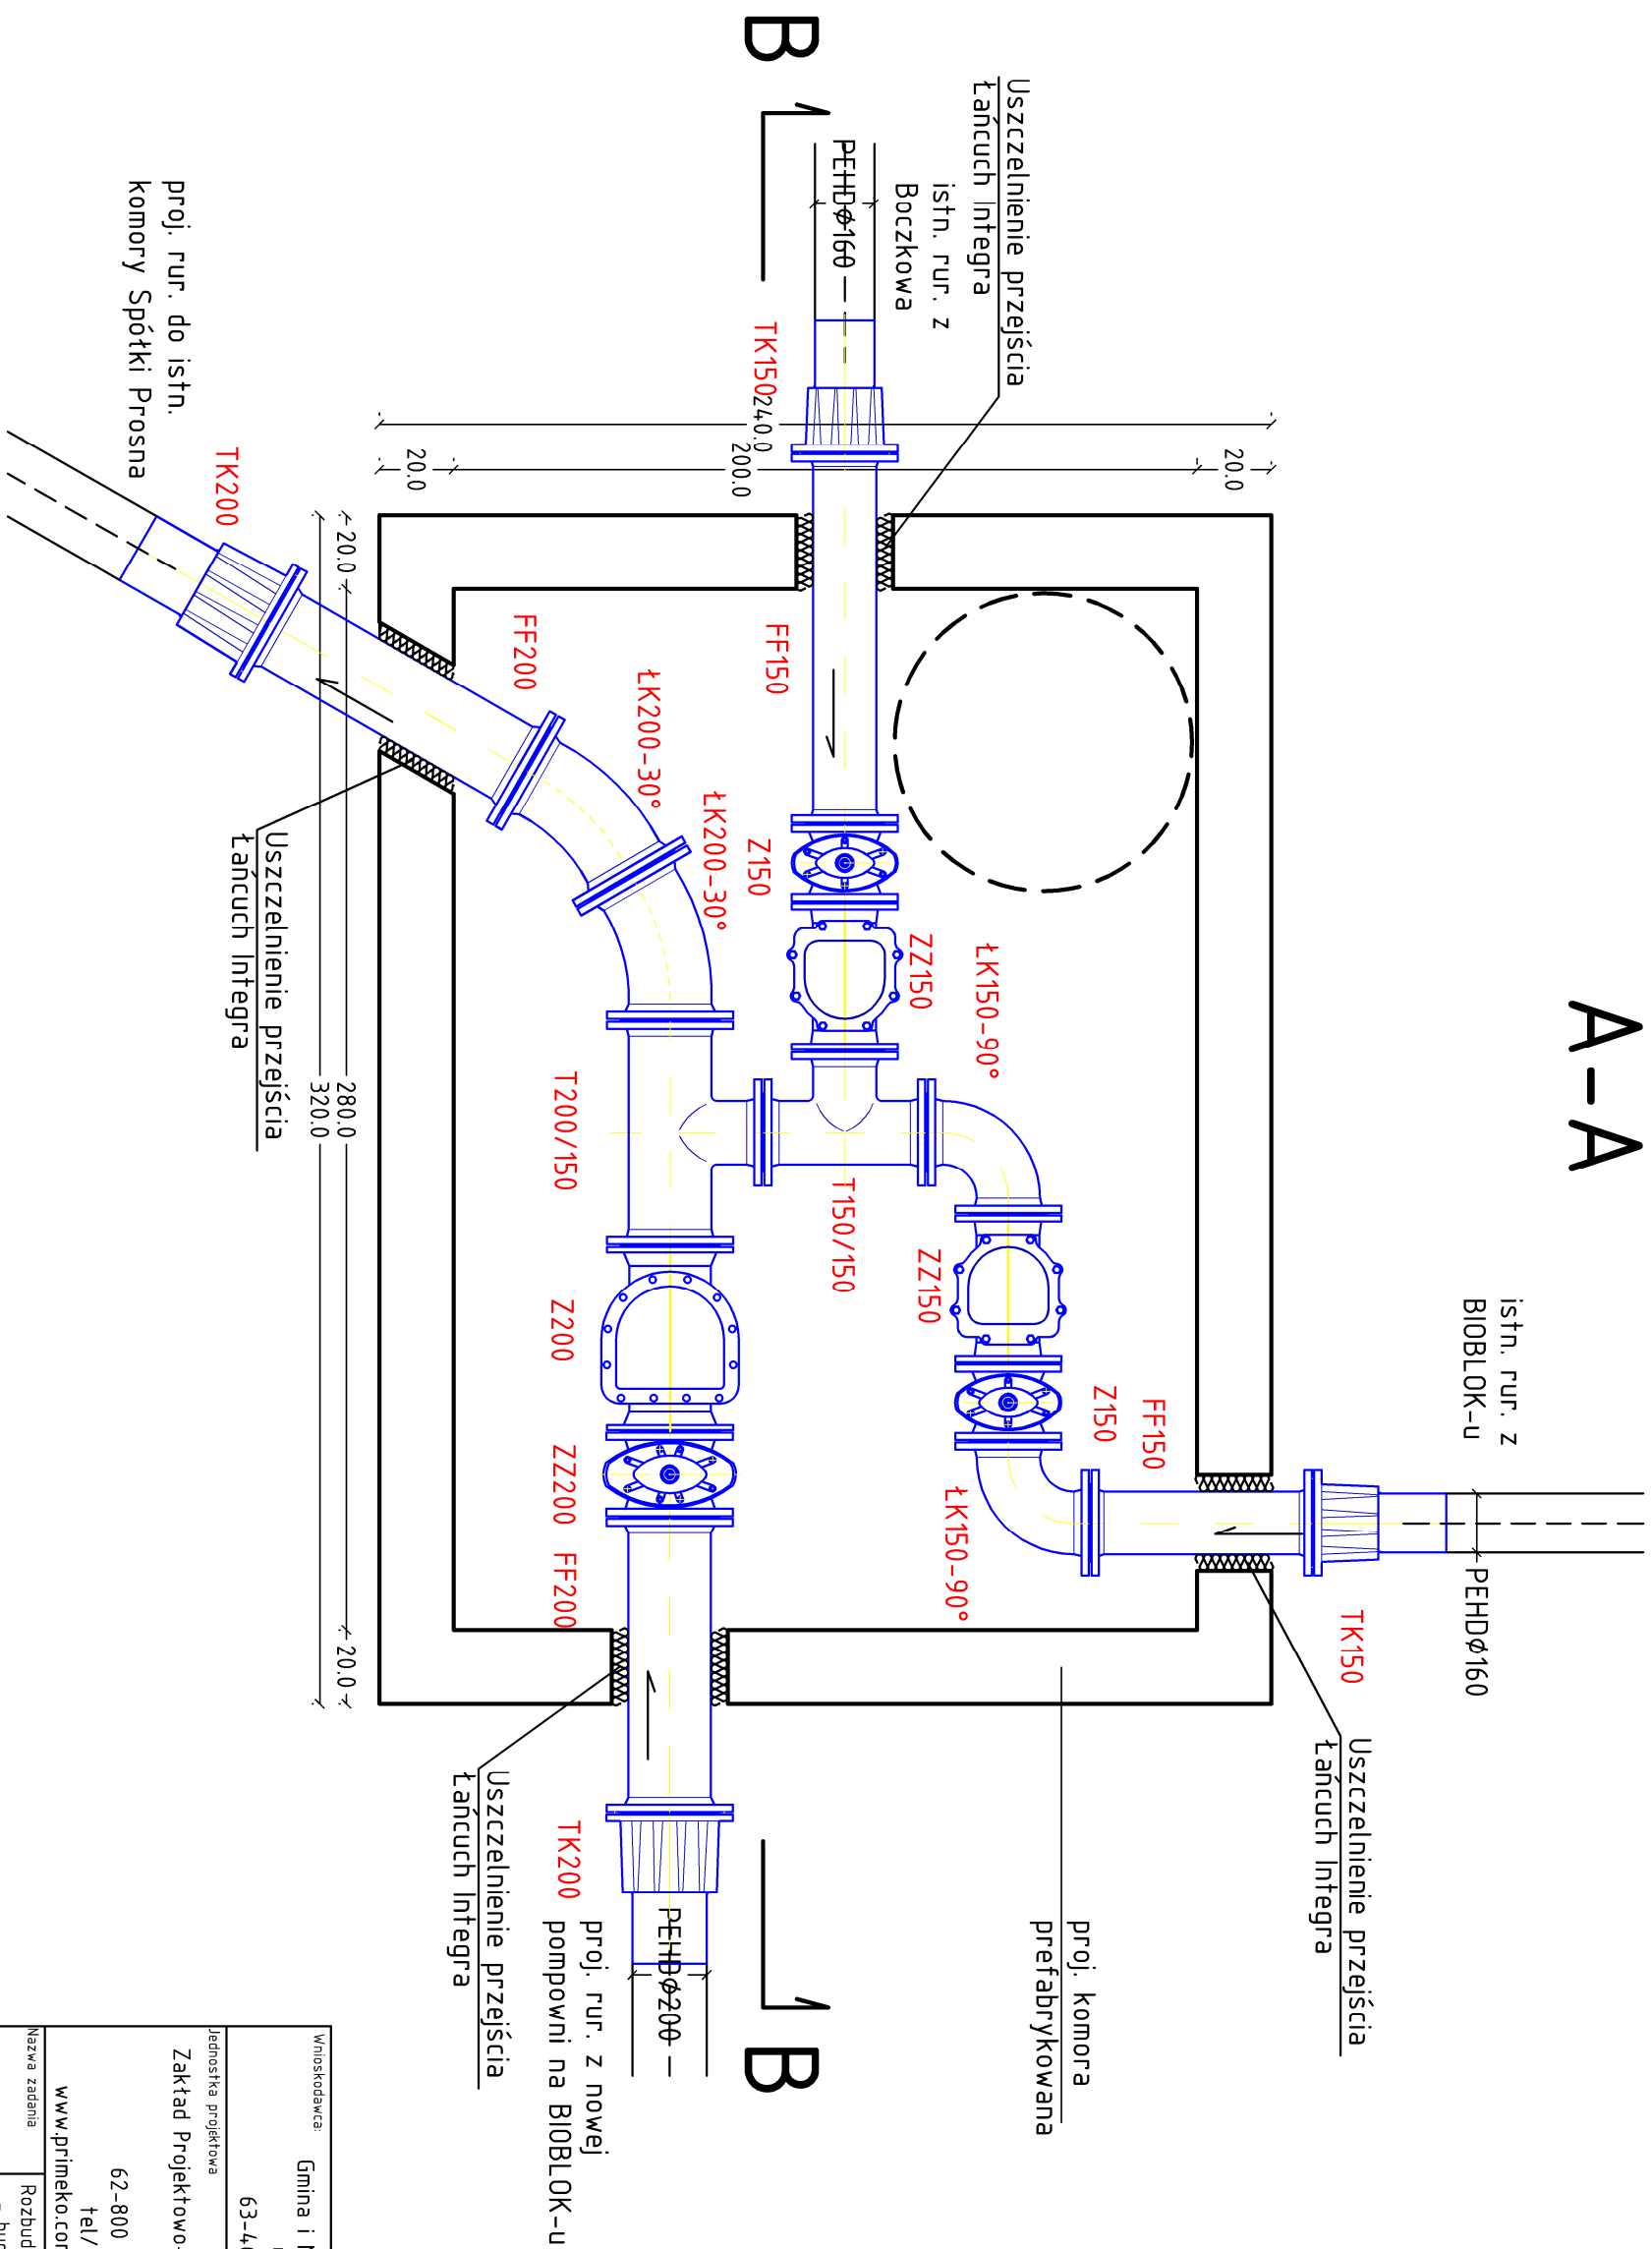 A-A
B
B
Uszczelnienie przejścia
Łańcuch Integra
istn. rur. z
Boczkowa
PEHDø160
TK150
240.0
200.0
20.0
20.0
proj. rur. do istn.
komory Spółki Prosna
TK200
20.0
280.0
320.0
20.0
FF200
FF150
ŁK200-30°
ŁK200-30°
Z150
ZZ150
ŁK150-90°
Uszczelnienie przejścia
Łańcuch Integra
T200/150
T150/150
ZZ150
Z200
Z150
FF150
ZZ200
FF200
ŁK150-90°
istn. rur. z
BIOBLOK-u
PEHDø160
TK150
Uszczelnienie przejścia
Łańcuch Integra
Uszczelnienie przejścia
Łańcuch Integra
TK200
PEHDø200
proj. rur. z nowej
pompowni na BIOBLOK-u
proj. komora
prefabrykowana
Wnioskodawca:
Gmina i
63-4
Jednostka projektowa
Zakład Projektowo-
62-800
tel/
www.primeko.co
Nazwa zadania
Rozbud